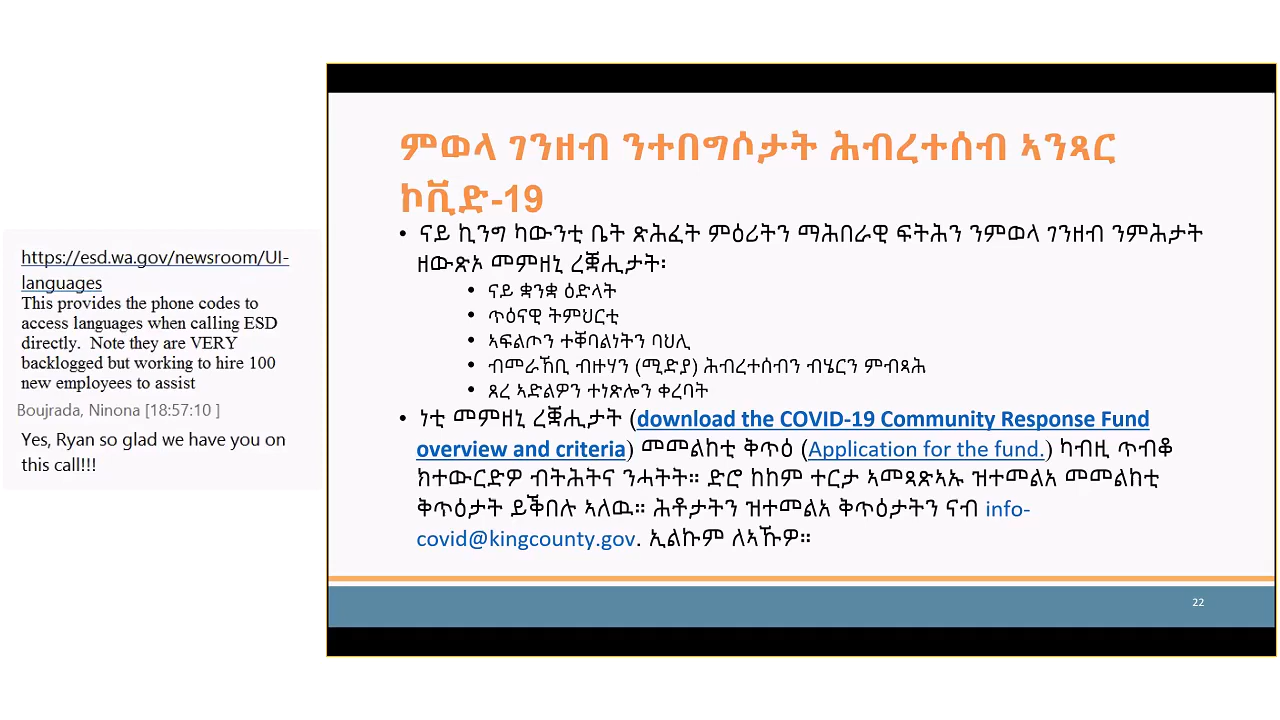 https://esd.wa.gov/newsroom/UI-
languages
This provides the phone codes to
access languages when calling ESD
directly. Note they are VERY
backlogged but working to hire 100
new employees to assist
Boujrada, Ninona [18:57:10 ]
Yes, Ryan so glad we have you on
this call!!!
ምወላ ገንዘብ ንተበግሶታት ሕብረተሰብ ኣንጻር
ኮቪድ-19
• ናይ ኪንግ ካውንቲ ቤት ጽሕፈት ምዕሪትን ማሕበራዊ ፍትሕን ንምወላ ገንዘብ ንምሕታት
ዘውጽኦ መምዘኒ ረቛሒታት፡
• ናይ ቋንቋ ዕድላት
• ጥዕናዊ ትምህርቲ
• ኣፍልጦን ተቐባልነትን ባህሊ
• ብመራኸቢ ብዙሃን (ሚድያ) ሕብረተሰብን ብሄርን ምብጻሕ
• ጸረ ኣድልዎን ተነጽሎን ቀረባት
• ነቲ መምዘኒ ረቛሒታት (download the COVID-19 Community Response Fund
overview and criteria) መመልከቲ ቅጥዕ (Application for the fund.) ካብዚ ጥብቆ
ክተውርድዎ ብትሕትና ንሓትት። ድሮ ከከም ተርታ ኣመጻጽኣኡ ዝተመልአ መመልከቲ
ቅጥዕታት ይቕበሉ ኣለዉ። ሕቶታትን ዝተመልአ ቅጥዕታትን ናብ info-
covid@kingcounty.gov. ኢልኩም ለኣኹዎ።
22